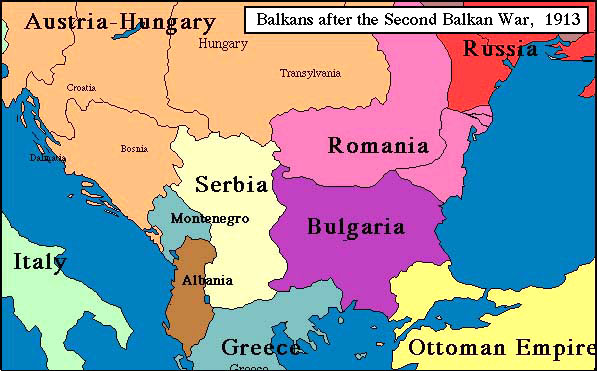 Balkans after the Second Balkan War, 1913
Austria-Hungary
Hungary
Russia
Transylvania
Croatia
Romania
Bosnia
Dalmatia
Serbia
Montenegro
Bulgaria
Italy
Albania
Greece
Ottoman Empire
Greece